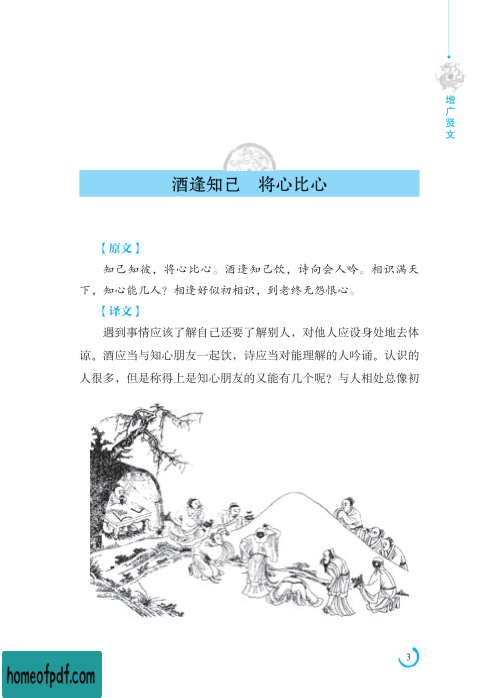 增广贤文
酒逢知己 将心比心
【原文】
知己知彼，将心比心。酒逢知己饮，诗向会人吟。相识满天
下，知心能几人？相逢好似初相识，到老终无怨恨心。
【译文】
遇到事情应该了解自己还要了解别人，对他人应设身处地去体
谅。酒应当与知心朋友一起饮，诗应当对能理解的人吟诵。认识的
人很多，但是称得上是知心朋友的又能有几个呢？与人相处总像初
3
homeofpdf.com